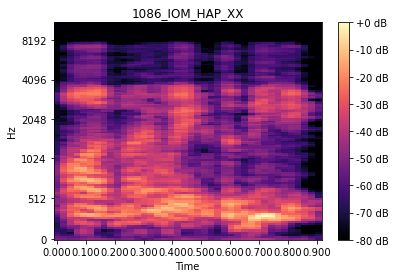 1086_IOM_HAP_XX
8192
4096
2048
1024
512
0
Hz
0.000 0.100 0.200 0.300 0.400 0.500 0.600 0.700 0.800 0.900
Time
+0 dB
-10 dB
-20 dB
-30 dB
-40 dB
-50 dB
-60 dB
-70 dB
-80 dB